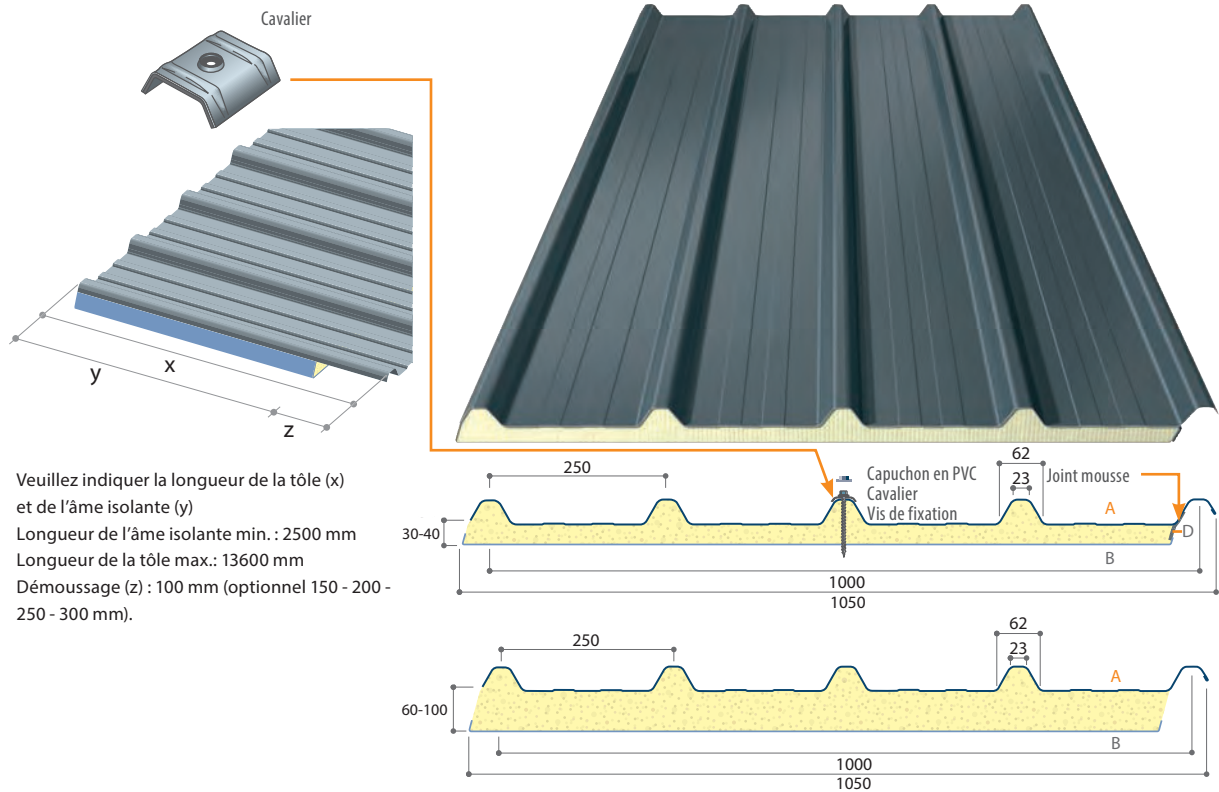 Cavalier
x
y
z
Veuillez indiquer la longueur de la tôle (x)
et de l’âme isolante (y)
Longueur de l’âme isolante min. : 2500 mm
Longueur de la tôle max.: 13600 mm
Démoussage (z) : 100 mm (optionnel 150 - 200 -
250 - 300 mm).
250
Capuchon en PVC
Cavalier
Vis de fixation
62
23
Joint mousse
A
30-40
D
B
1000
1050
250
62
23
A
60-100
B
1000
1050